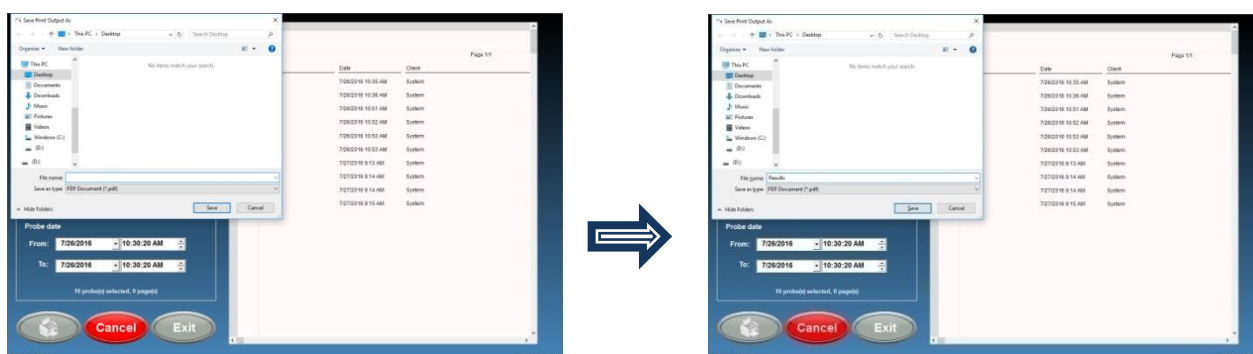 Save Print Output As
This PC > Desktop
Search Desktop
Organize
New folder
This PC
Desktop
Documents
Downloads
Music
Pictures
Videos
Windows (C:)
(D:)
(D:)
No items match your search.
File name:
Save as type: PDF Document (*.pdf)
Hide Folders
Save
Cancel
Page 1/1
Date Client
7/26/2016 10:35 AM System
7/26/2016 10:36 AM System
7/26/2016 10:51 AM System
7/26/2016 10:52 AM System
7/26/2016 10:53 AM System
7/26/2016 10:53 AM System
7/27/2016 9:13 AM System
7/27/2016 9:14 AM System
7/27/2016 9:14 AM System
7/27/2016 9:15 AM System
Probe date
From: 7/26/2016 10:30:20 AM
To: 7/26/2016 10:30:20 AM
10 probe(s) selected, 0 page(s)
Cancel
Exit
Save Print Output As
This PC > Desktop
Search Desktop
Organize
New folder
This PC
Desktop
Documents
Downloads
Music
Pictures
Videos
Windows (C:)
(D:)
(D:)
No items match your search.
File name: Results
Save as type: PDF Document (*.pdf)
Hide Folders
Save
Cancel
Page 1/1
Date Client
7/26/2016 10:35 AM System
7/26/2016 10:36 AM System
7/26/2016 10:51 AM System
7/26/2016 10:52 AM System
7/26/2016 10:53 AM System
7/26/2016 10:53 AM System
7/27/2016 9:13 AM System
7/27/2016 9:14 AM System
7/27/2016 9:14 AM System
7/27/2016 9:15 AM System
Probe date
From: 7/26/2016 10:30:20 AM
To: 7/26/2016 10:30:20 AM
10 probe(s) selected, 0 page(s)
Cancel
Exit